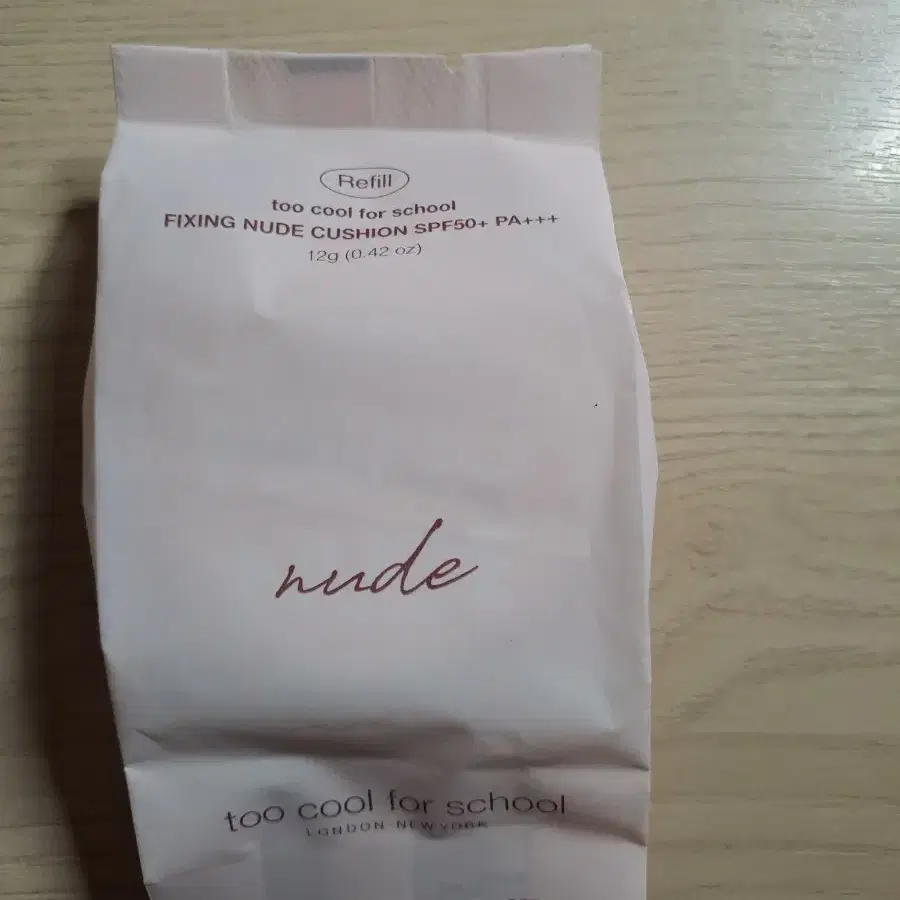 Refill
too cool for school
FIXING NUDE CUSHION SPF50+ PA+++
12g (0.42 oz)
nude
too cool for school
LONDON NEW YORK